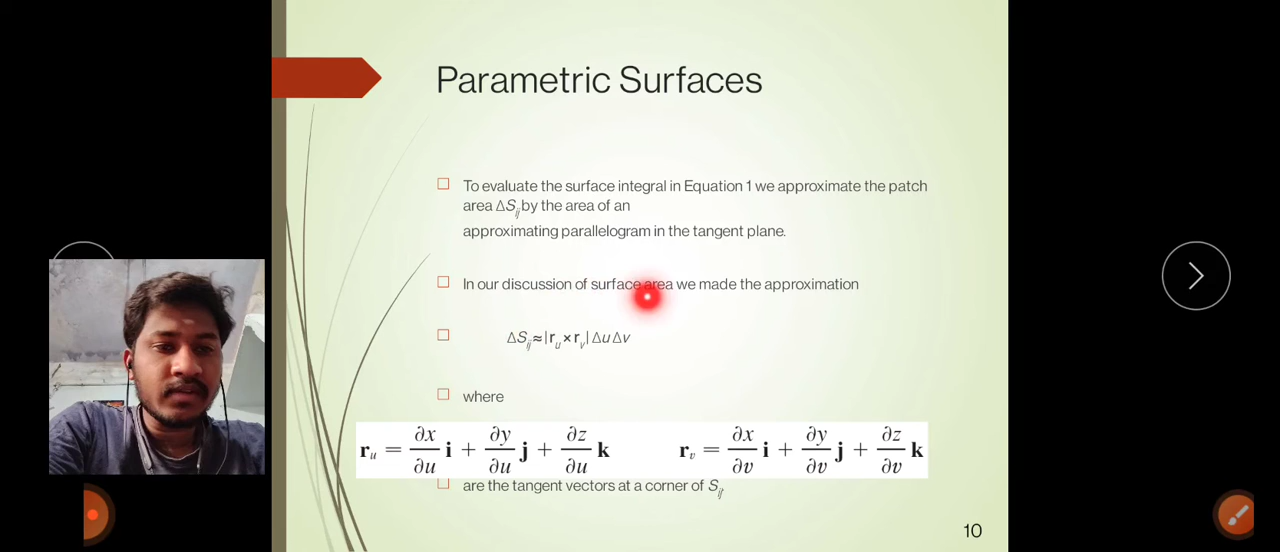 Parametric Surfaces
To evaluate the surface integral in Equation 1 we approximate the patch
area ΔS_ij by the area of an
approximating parallelogram in the tangent plane.
In our discussion of surface area we made the approximation
ΔS_ij ≈ |r_u × r_v| Δu Δv
where
r_u = ∂x/∂u i + ∂y/∂u j + ∂z/∂u k r_v = ∂x/∂v i + ∂y/∂v j + ∂z/∂v k
are the tangent vectors at a corner of S_ij.
10